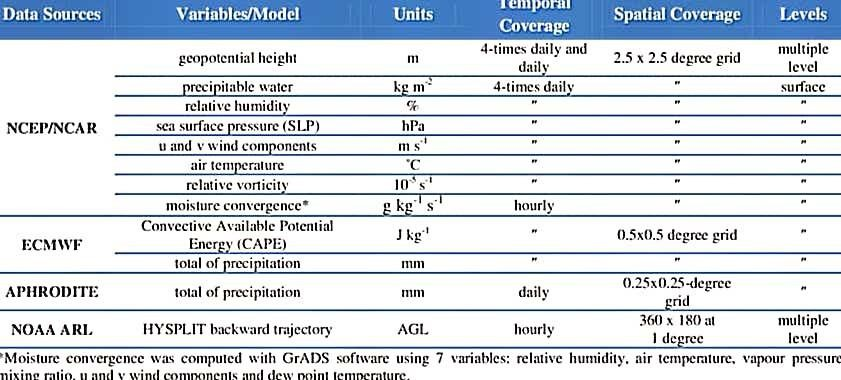 Data Sources Variables/Model Units Temporal Coverage Spatial Coverage Levels
NCEP/NCAR geopotential height m 4-times daily and daily 2.5 x 2.5 degree grid multiple level
precipitable water kg m-2 4-times daily " surface
relative humidity % " " "
sea surface pressure (SLP) hPa " " "
u and v wind components m s-1 " " "
air temperature °C " " "
relative vorticity 10-5 s-1 " " "
moisture convergence* g kg-1 s-1 hourly " "
ECMWF Convective Available Potential Energy (CAPE) J kg-1 " 0.5x0.5 degree grid "
total of precipitation mm " " "
APHRODITE total of precipitation mm daily 0.25x0.25-degree grid "
NOAA ARL HYSPLIT backward trajectory AGL hourly 360 x 180 at 1 degree multiple level
*Moisture convergence was computed with GrADS software using 7 variables; relative humidity, air temperature, vapour pressure
mixing ratio, u and v wind components and dew point temperature.